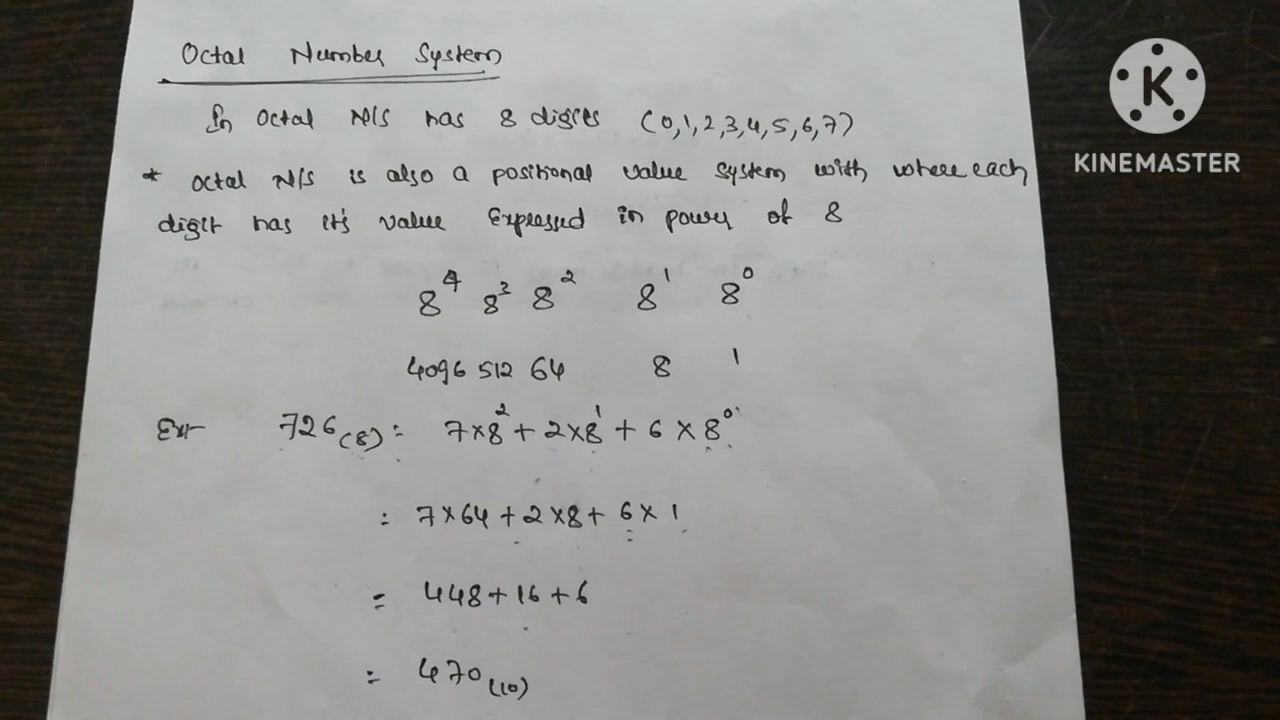 Octal Number System
In Octal N/S has 8 digits (0,1,2,3,4,5,6,7)
* Octal N/S is also a positional value system with where each
digit has it's value Expressed in power of 8
8⁴ 8³ 8² 8¹ 8⁰
4096 512 64 8 1
Ex:- 726(8) = 7×8² + 2×8¹ + 6×8⁰
= 7×64 + 2×8 + 6×1
= 448 + 16 + 6
= 470(10)
K
KINEMASTER